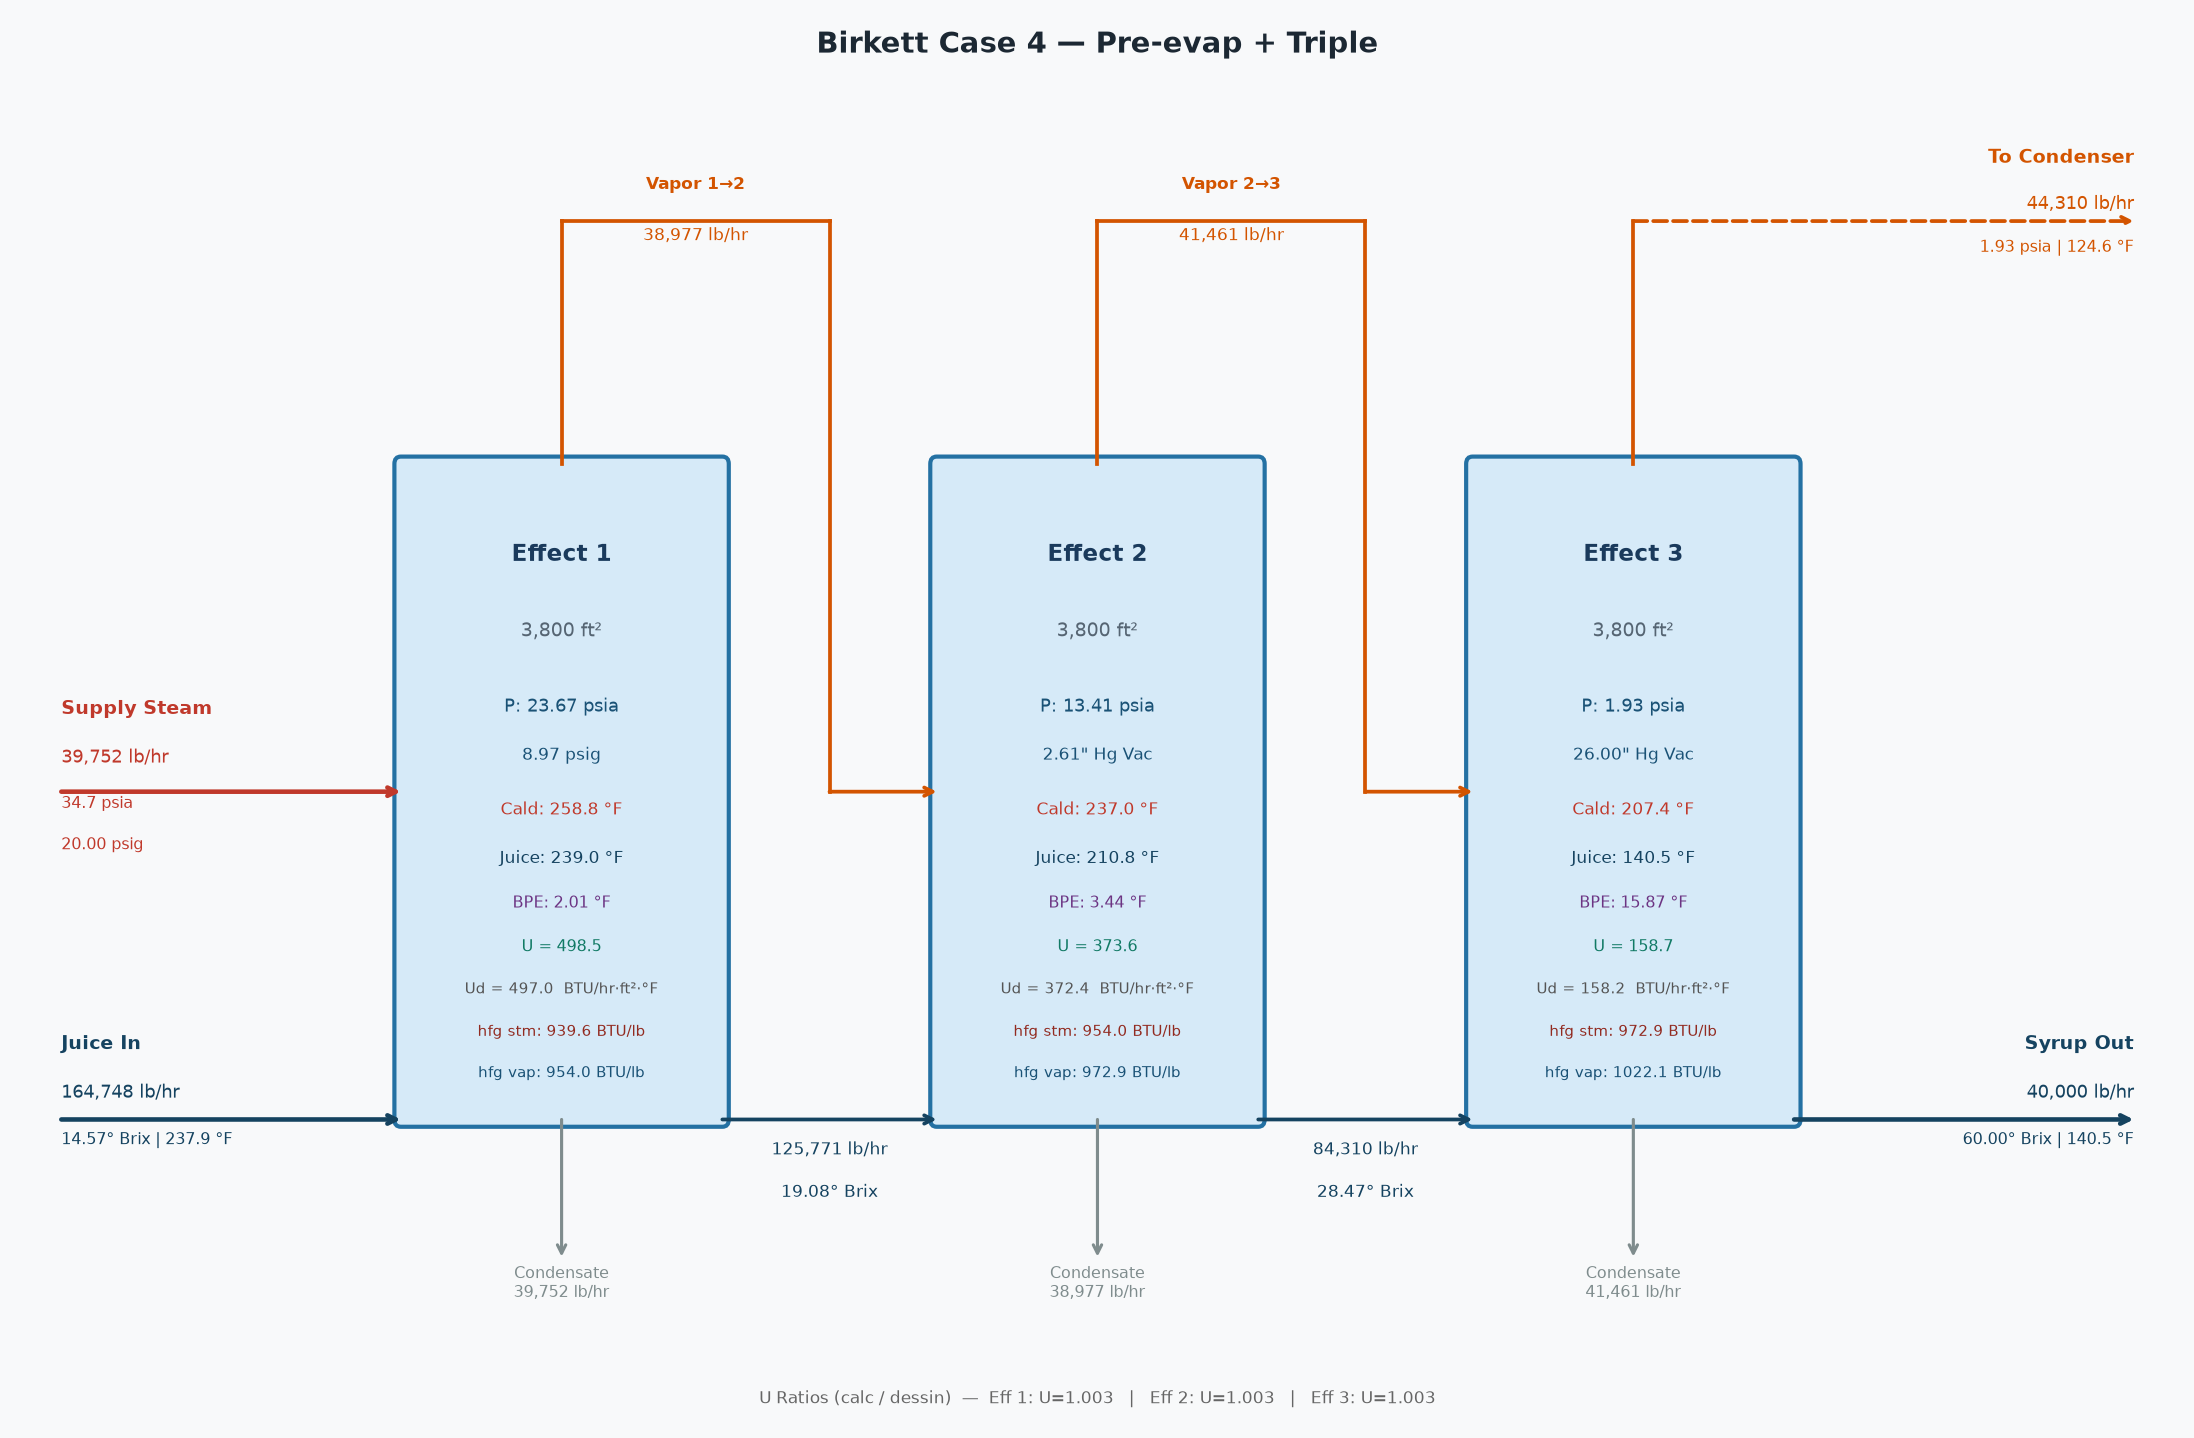 Birkett Case 4 — Pre-evap + Triple
To Condenser
44,310 lb/hr
1.93 psia | 124.6 °F
Vapor 1→2
38,977 lb/hr
Vapor 2→3
41,461 lb/hr
Supply Steam
39,752 lb/hr
34.7 psia
20.00 psig
Juice In
164,748 lb/hr
14.57° Brix | 237.9 °F
Effect 1
3,800 ft²
P: 23.67 psia
8.97 psig
Cald: 258.8 °F
Juice: 239.0 °F
BPE: 2.01 °F
U = 498.5
Ud = 497.0  BTU/hr·ft²·°F
hfg stm: 939.6 BTU/lb
hfg vap: 954.0 BTU/lb
Condensate
39,752 lb/hr
125,771 lb/hr
19.08° Brix
Effect 2
3,800 ft²
P: 13.41 psia
2.61" Hg Vac
Cald: 237.0 °F
Juice: 210.8 °F
BPE: 3.44 °F
U = 373.6
Ud = 372.4  BTU/hr·ft²·°F
hfg stm: 954.0 BTU/lb
hfg vap: 972.9 BTU/lb
Condensate
38,977 lb/hr
84,310 lb/hr
28.47° Brix
Effect 3
3,800 ft²
P: 1.93 psia
26.00" Hg Vac
Cald: 207.4 °F
Juice: 140.5 °F
BPE: 15.87 °F
U = 158.7
Ud = 158.2  BTU/hr·ft²·°F
hfg stm: 972.9 BTU/lb
hfg vap: 1022.1 BTU/lb
Condensate
41,461 lb/hr
Syrup Out
40,000 lb/hr
60.00° Brix | 140.5 °F
U Ratios (calc / dessin)  —  Eff 1: U=1.003   |   Eff 2: U=1.003   |   Eff 3: U=1.003